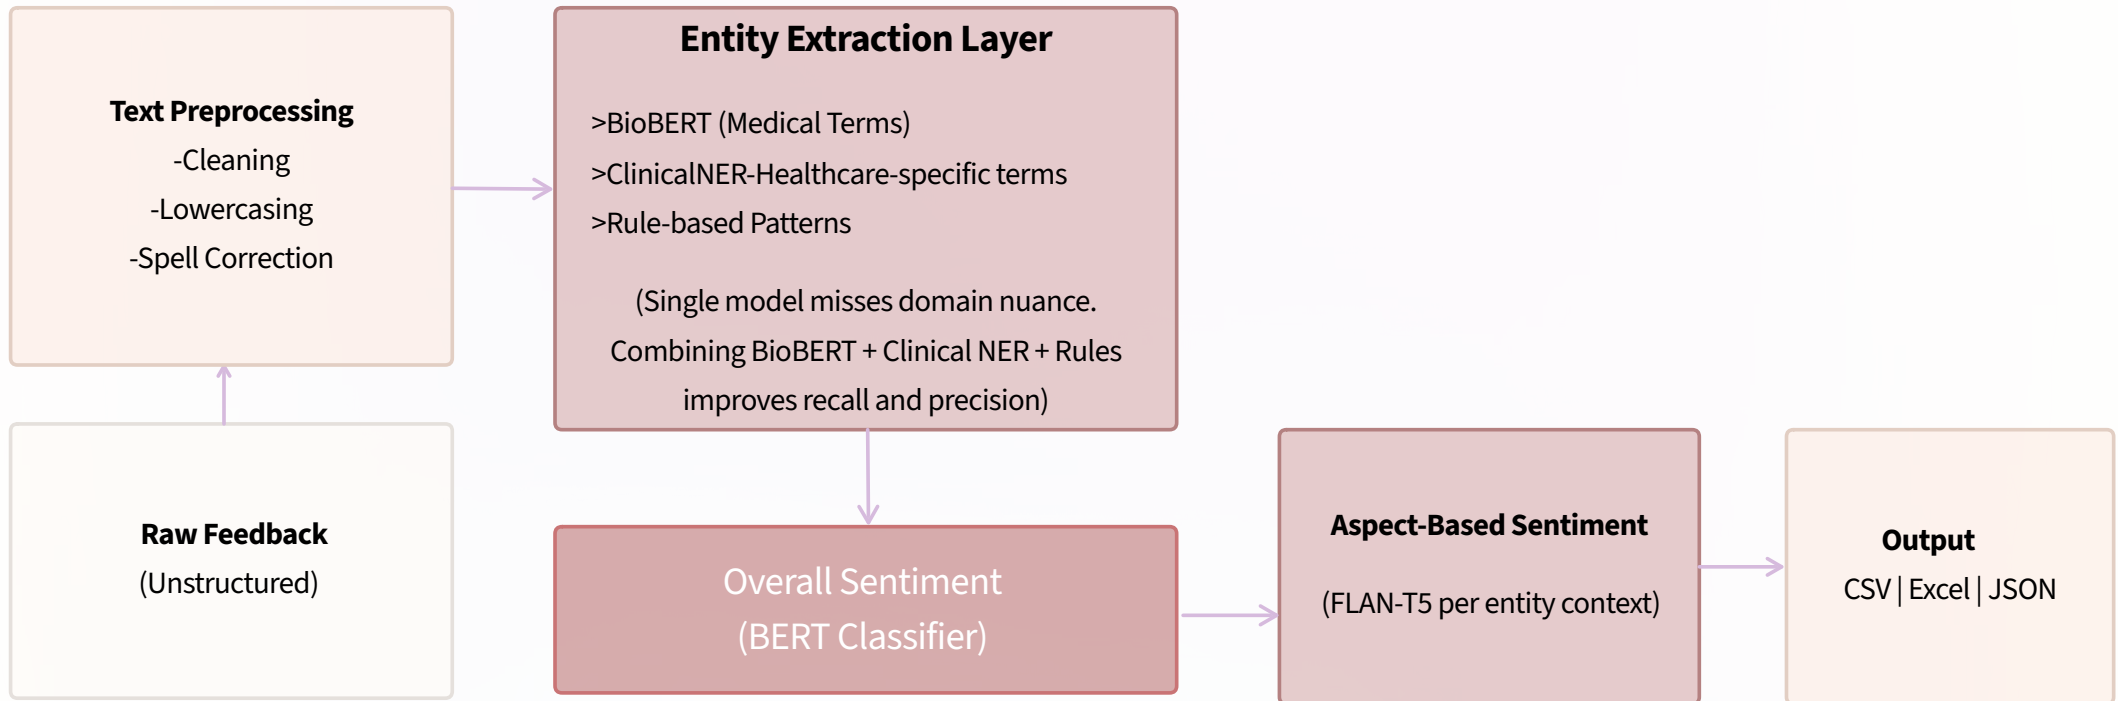 Text Preprocessing
-Cleaning
-Lowercasing
-Spell Correction
Raw Feedback
(Unstructured)
Entity Extraction Layer
>BioBERT (Medical Terms)
>ClinicalNER-Healthcare-specific terms
>Rule-based Patterns
(Single model misses domain nuance.
Combining BioBERT + Clinical NER + Rules
improves recall and precision)
Overall Sentiment
(BERT Classifier)
Aspect-Based Sentiment
(FLAN-T5 per entity context)
Output
CSV | Excel | JSON